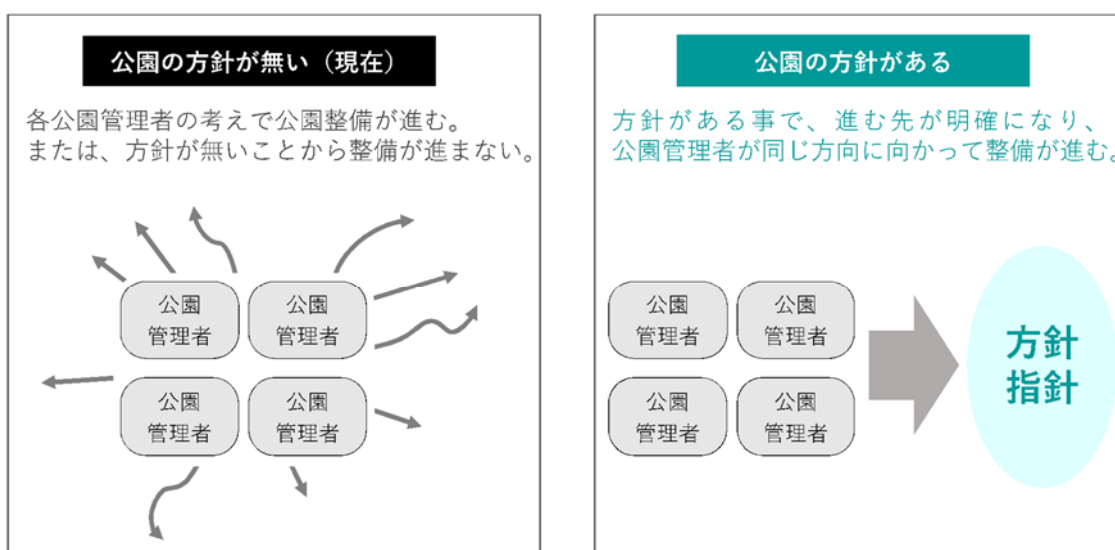 公園の方針が無い（現在）
各公園管理者の考えで公園整備が進む。
または、方針が無いことから整備が進まない。
公園
管理者
公園
管理者
公園
管理者
公園
管理者
公園の方針がある
方針がある事で、進む先が明確になり、
公園管理者が同じ方向に向かって整備が進む。
公園
管理者
公園
管理者
公園
管理者
公園
管理者
方針
指針